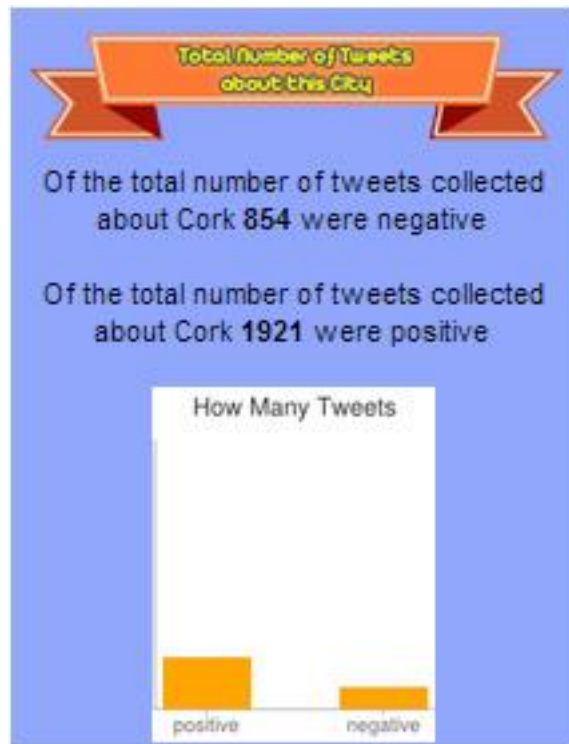 Total Number of Tweets
about this City
Of the total number of tweets collected
about Cork 854 were negative
Of the total number of tweets collected
about Cork 1921 were positive
How Many Tweets
positive
negative